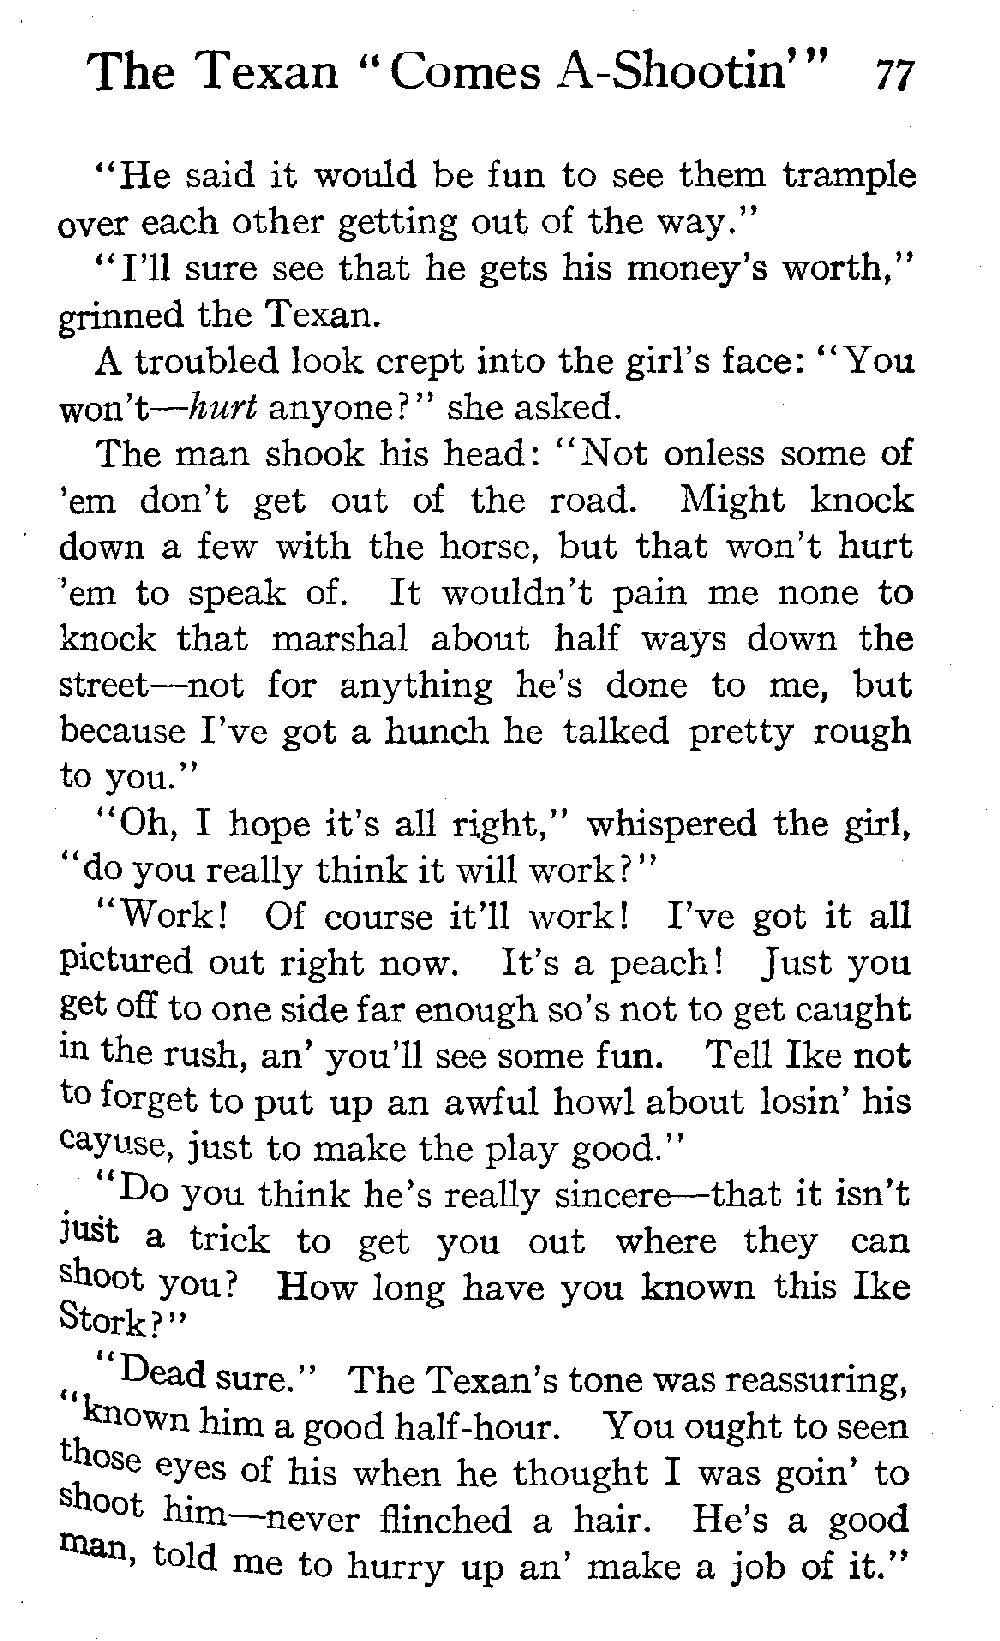 The Texan "Comes A-Shootin'" 77
"He said it would be fun to see them trample
over each other getting out of the way."
"I'll sure see that he gets his money's worth,"
grinned the Texan.
A troubled look crept into the girl's face: "You
won't—hurt anyone?" she asked.
The man shook his head: "Not onless some of
'em don't get out of the road. Might knock
down a few with the horse, but that won't hurt
'em to speak of. It wouldn't pain me none to
knock that marshal about half ways down the
street—not for anything he's done to me, but
because I've got a hunch he talked pretty rough
to you."
"Oh, I hope it's all right," whispered the girl,
"do you really think it will work?"
"Work! Of course it'll work! I've got it all
pictured out right now. It's a peach! Just you
get off to one side far enough so's not to get caught
in the rush, an' you'll see some fun. Tell Ike not
to forget to put up an awful howl about losin' his
cayuse, just to make the play good."
"Do you think he's really sincere—that it isn't
just a trick to get you out where they can
shoot you? How long have you known this Ike
Stork?"
"Dead sure." The Texan's tone was reassuring,
"known him a good half-hour. You ought to seen
those eyes of his when he thought I was goin' to
shoot him—never flinched a hair. He's a good
man, told me to hurry up an' make a job of it."